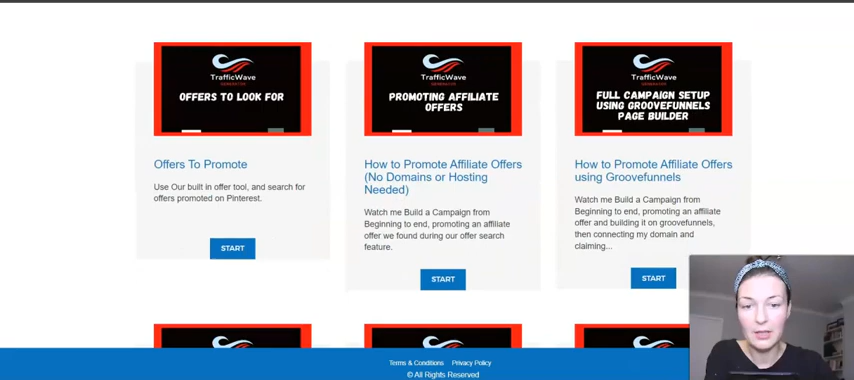 TrafficWave
GENERATOR
OFFERS TO LOOK FOR
Offers To Promote
Use Our built in offer tool, and search for
offers promoted on Pinterest.
START
TrafficWave
GENERATOR
PROMOTING AFFILIATE
OFFERS
How to Promote Affiliate Offers
(No Domains or Hosting
Needed)
Watch me Build a Campaign from
Beginning to end, promoting an affiliate
offer we found during our offer search
feature.
START
TrafficWave
GENERATOR
FULL CAMPAIGN SETUP
USING GROOVEFUNNELS
PAGE BUILDER
How to Promote Affiliate Offers
using Groovefunnels
Watch me Build a Campaign from
Beginning to end, promoting an affiliate
offer and building it on groovefunnels,
then connecting my domain and
claiming...
START
Terms & Conditions Privacy Policy
© All Rights Reserved